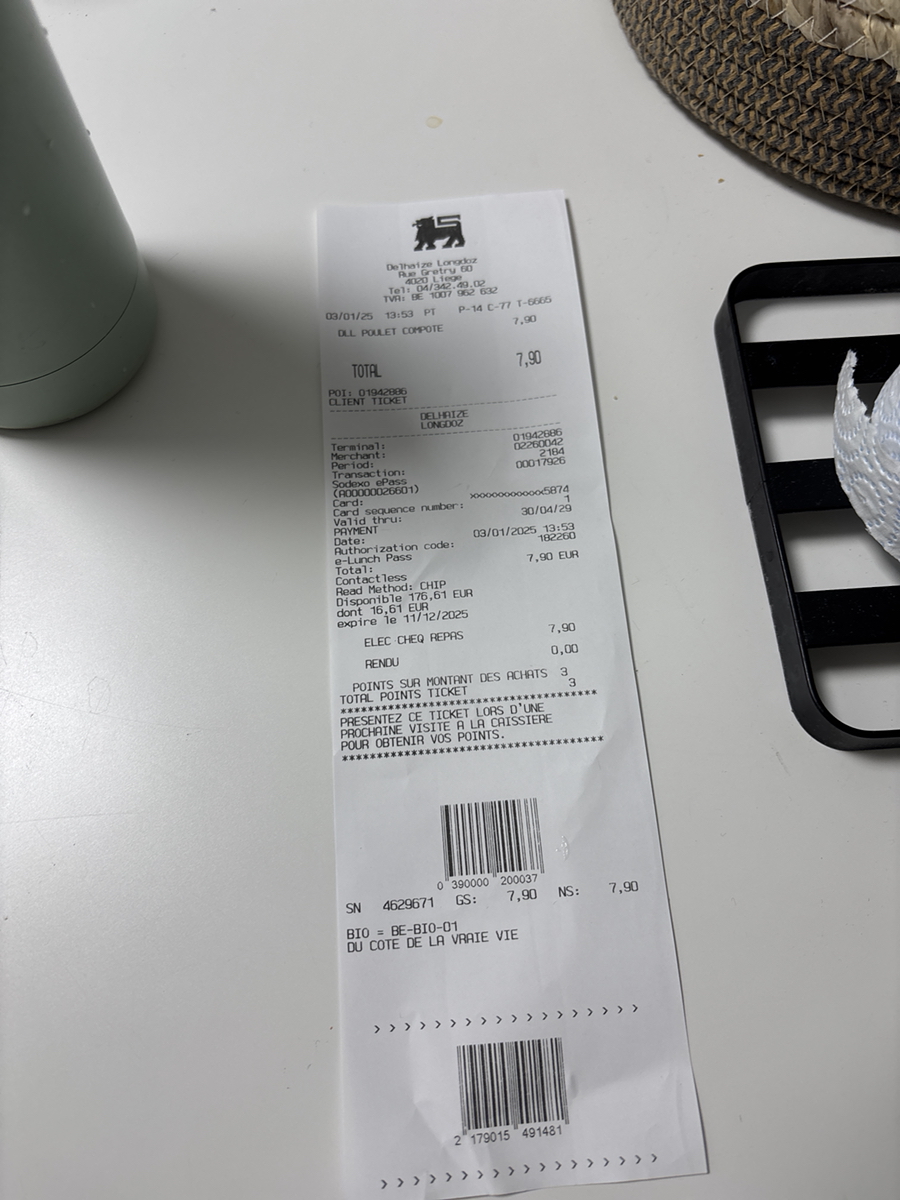 Delhaize Longdoz
Rue Gretry 60
4020 Liege
Tel: 04/342.49.02
TVA: BE 1007 962 632
03/01/25 13:53 PT P-14 C-77 T-6665
DLL POULET COMPOTE 7,90
TOTAL 7,90
POI: 01942886
CLIENT TICKET
DELHAIZE
LONGDOZ
Terminal: 01942886
Merchant: 02260042
Period: 2184
Transaction: 00017926
Sodexo ePass
(A00000026601)
Card: xxxxxxxxxxxxx5874
Card sequence number: 1
Valid thru: 30/04/29
PAYMENT
Date: 03/01/2025 13:53
Authorization code: 182260
e-Lunch Pass
Total: 7,90 EUR
Contactless
Read Method: CHIP
Disponible 176,61 EUR
dont 16,61 EUR
expire le 11/12/2025
ELEC CHEQ REPAS 7,90
RENDU 0,00
POINTS SUR MONTANT DES ACHATS 3
TOTAL POINTS TICKET 3
**********************************
PRESENTEZ CE TICKET LORS D'UNE
PROCHAINE VISITE A LA CAISSIERE
POUR OBTENIR VOS POINTS.
**********************************
0 390000 200037
SN 4629671 GS: 7,90 NS: 7,90
BIO = BE-BIO-01
DU COTE DE LA VRAIE VIE
> > > > > > > > > > > > > > > > > >
2 179015 491481
> > > > > > > > > > > > > > > > > > >